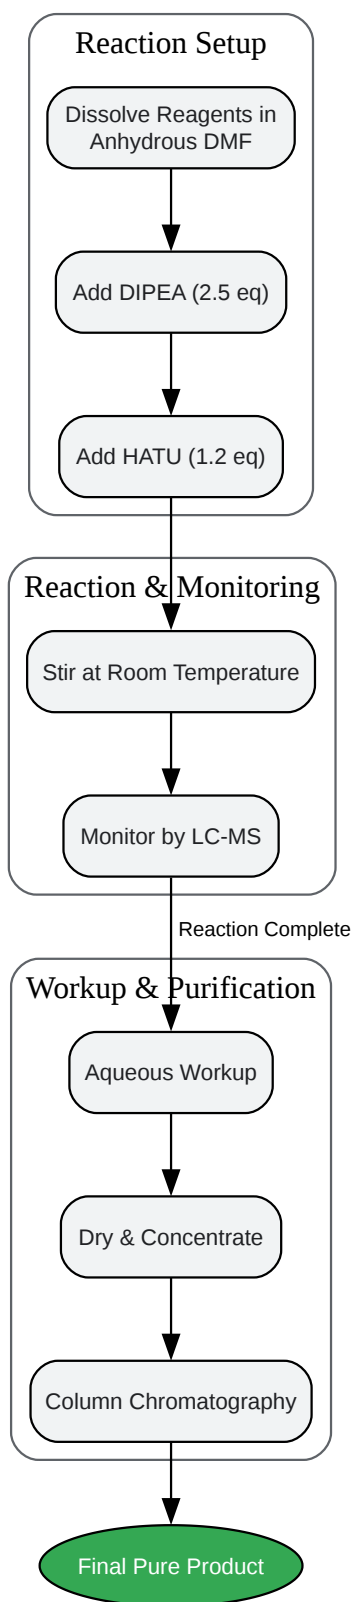 Reaction Setup
Dissolve Reagents in
Anhydrous DMF
Add DIPEA (2.5 eq)
Add HATU (1.2 eq)
Reaction & Monitoring
Stir at Room Temperature
Monitor by LC-MS
Reaction Complete
Workup & Purification
Aqueous Workup
Dry & Concentrate
Column Chromatography
Final Pure Product